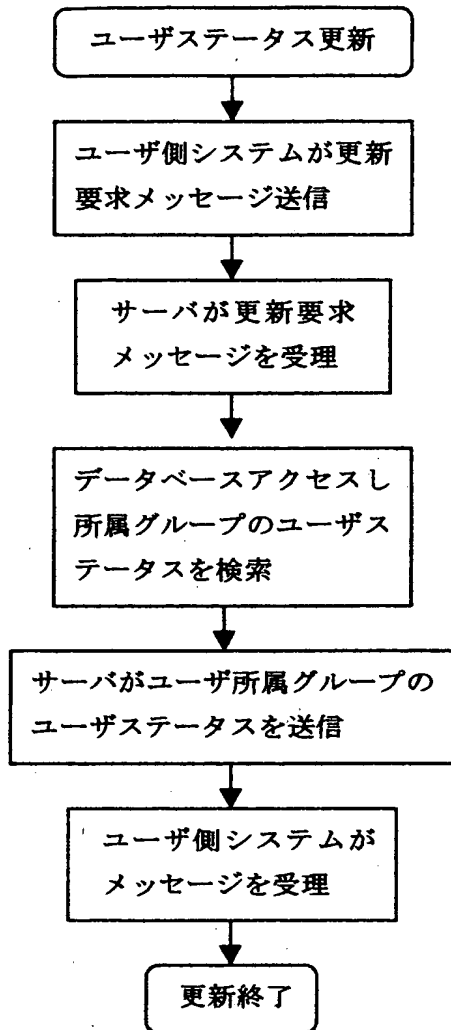 ユーザステータス更新
ユーザ側システムが更新
要求メッセージ送信
サーバが更新要求
メッセージを受理
データベースアクセスし
所属グループのユーザス
テータスを検索
サーバがユーザ所属グループの
ユーザステータスを送信
ユーザ側システムが
メッセージを受理
更新終了